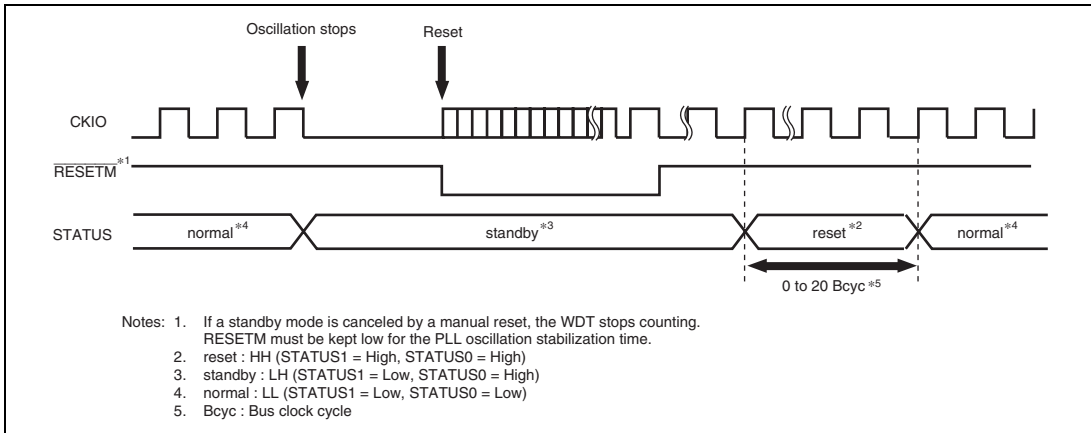 Oscillation stops
Reset
CKIO
RESETM*1
STATUS
normal*4
standby*3
reset*2
normal*4
0 to 20 Bcyc*5
Notes: 1. If a standby mode is canceled by a manual reset, the WDT stops counting.
RESETM must be kept low for the PLL oscillation stabilization time.
2. reset : HH (STATUS1 = High, STATUS0 = High)
3. standby : LH (STATUS1 = Low, STATUS0 = High)
4. normal : LL (STATUS1 = Low, STATUS0 = Low)
5. Bcyc : Bus clock cycle